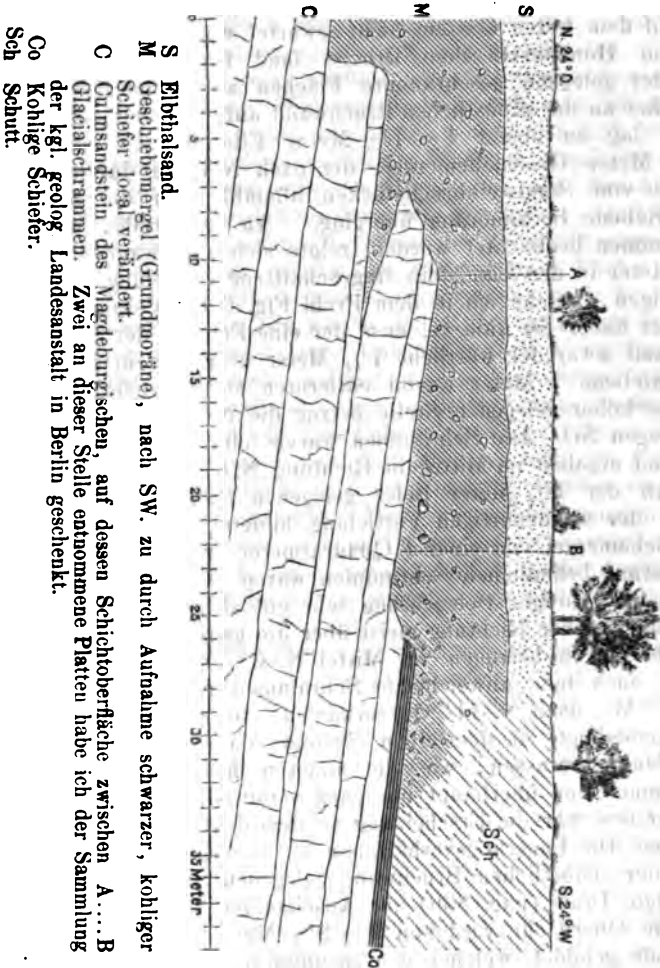 N 24° O
A
B
S. 24° W
S
M
C
Sch
Co
0 5 10 15 20 25 30 35 Meter
S Elbthalsand.
M Geschiebemergel (Grundmoräne), nach SW. zu durch Aufnahme schwarzer, kohliger
Schiefer local verändert.
C Culmsandstein des Magdeburgischen, auf dessen Schichtoberfläche zwischen A....B
Glacialschrammen. Zwei an dieser Stelle entnommene Platten habe ich der Sammlung
der kgl. geolog Landesanstalt in Berlin geschenkt.
Co Kohlige Schiefer.
Sch Schutt.